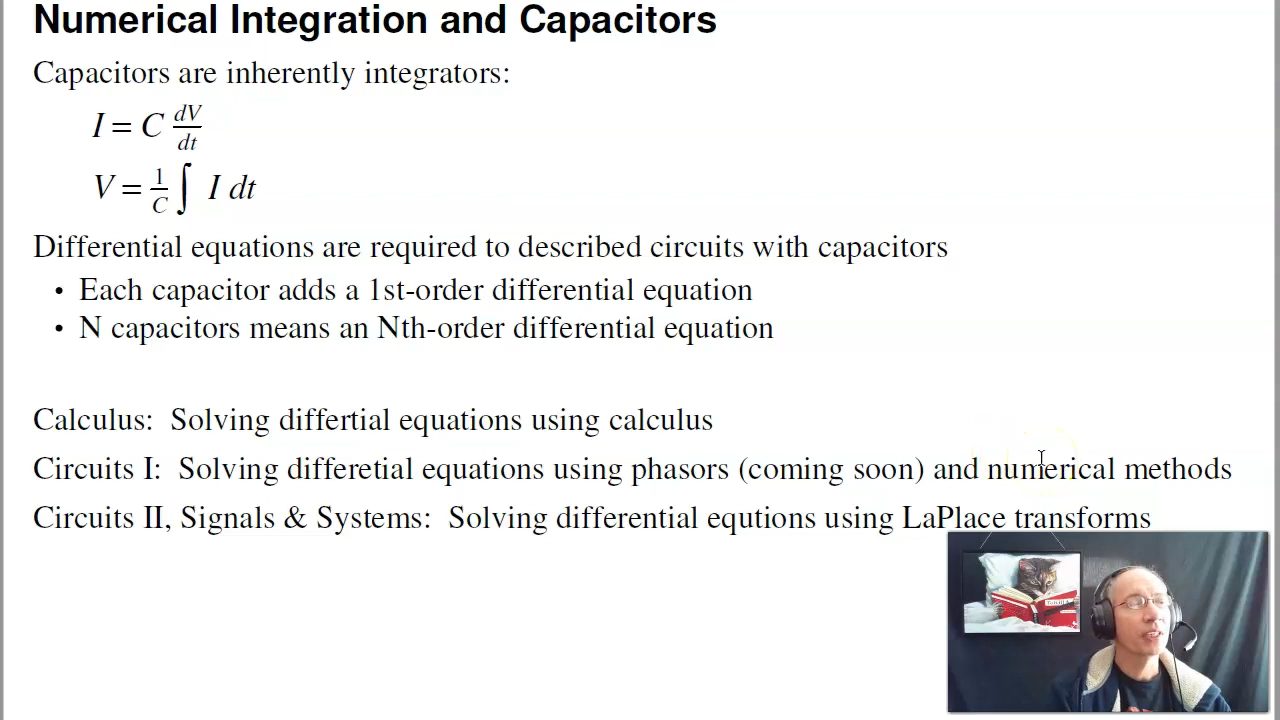 Numerical Integration and Capacitors
Capacitors are inherently integrators:
I = C dV/dt
V = 1/C ∫ I dt
Differential equations are required to described circuits with capacitors
• Each capacitor adds a 1st-order differential equation
• N capacitors means an Nth-order differential equation
Calculus: Solving differtial equations using calculus
Circuits I: Solving differetial equations using phasors (coming soon) and numerical methods
Circuits II, Signals & Systems: Solving differential equtions using LaPlace transforms